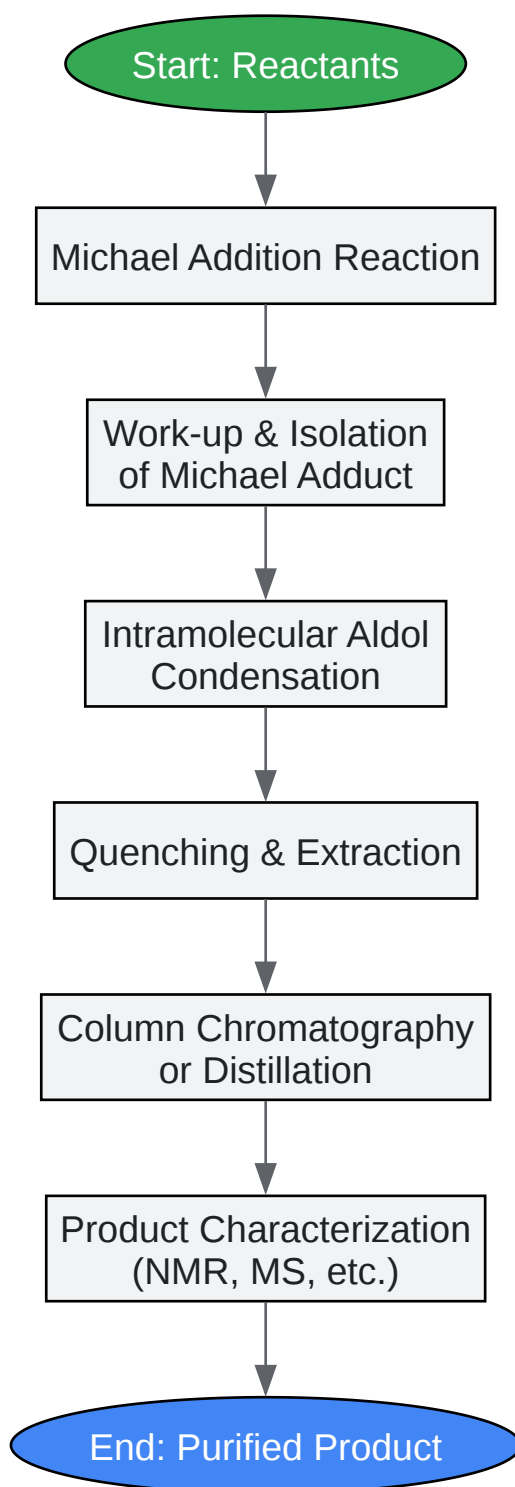 Start: Reactants
Michael Addition Reaction
Work-up & Isolation
of Michael Adduct
Intramolecular Aldol
Condensation
Quenching & Extraction
Column Chromatography
or Distillation
Product Characterization
(NMR, MS, etc.)
End: Purified Product